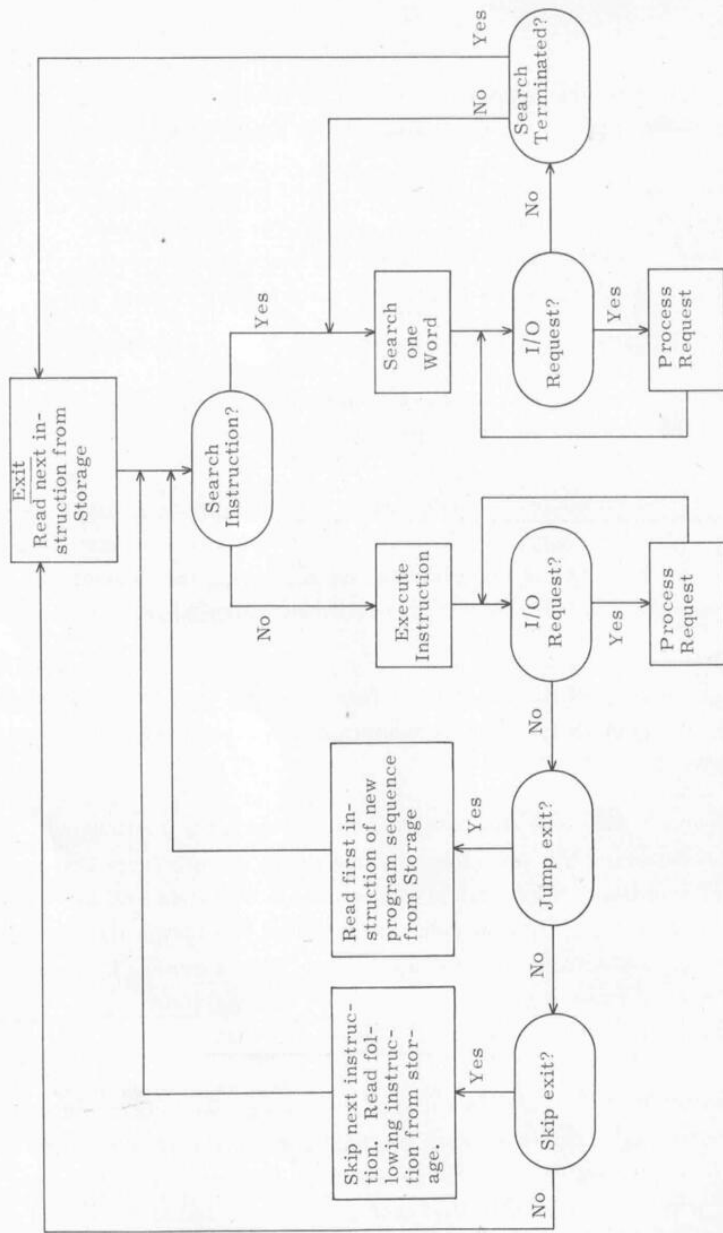 Exit
Read next in-
struction from
Storage
Search
Instruction?
No
Yes
Execute
Instruction
Search
one
Word
I/O
Request?
No
Yes
Process
Request
I/O
Request?
No
Yes
Process
Request
Search
Terminated?
No
Yes
Jump exit?
Yes
No
Read first in-
struction of new
program sequence
from Storage
Skip exit?
Yes
No
Skip next instruc-
tion. Read fol-
lowing instruc-
tion from stor-
age.